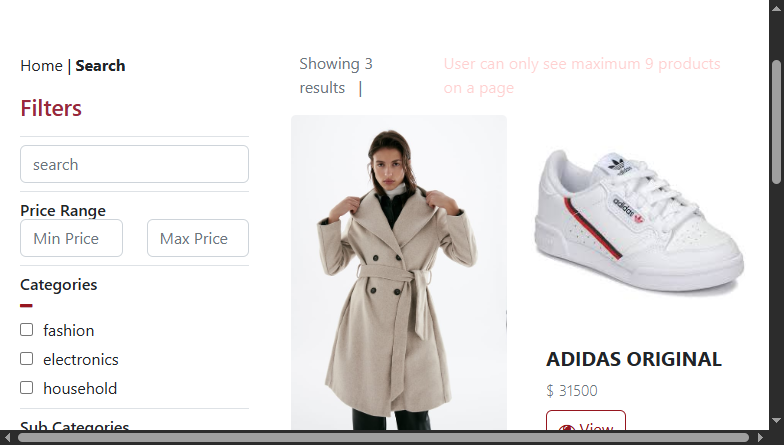 Home | Search
Showing 3
results |
User can only see maximum 9 products
on a page
Filters
search
Price Range
Min Price
Max Price
Categories
fashion
electronics
household
Sub Categories
adidas
ADIDAS ORIGINAL
$ 31500
View